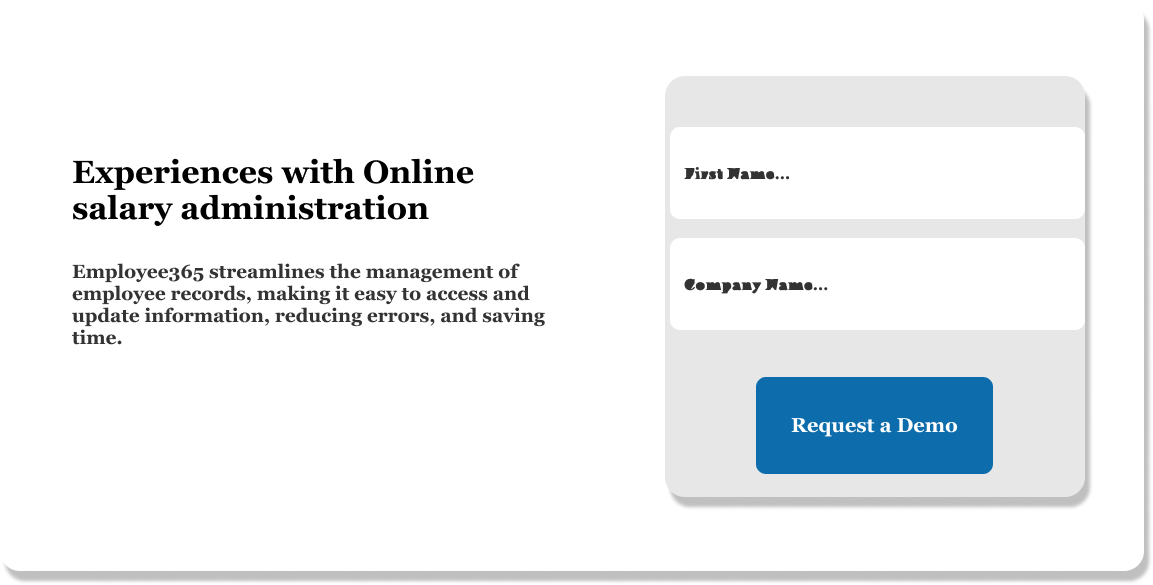 Experiences with Online
salary administration
Employee365 streamlines the management of
employee records, making it easy to access and
update information, reducing errors, and saving
time.
First Name...
Company Name...
Request a Demo